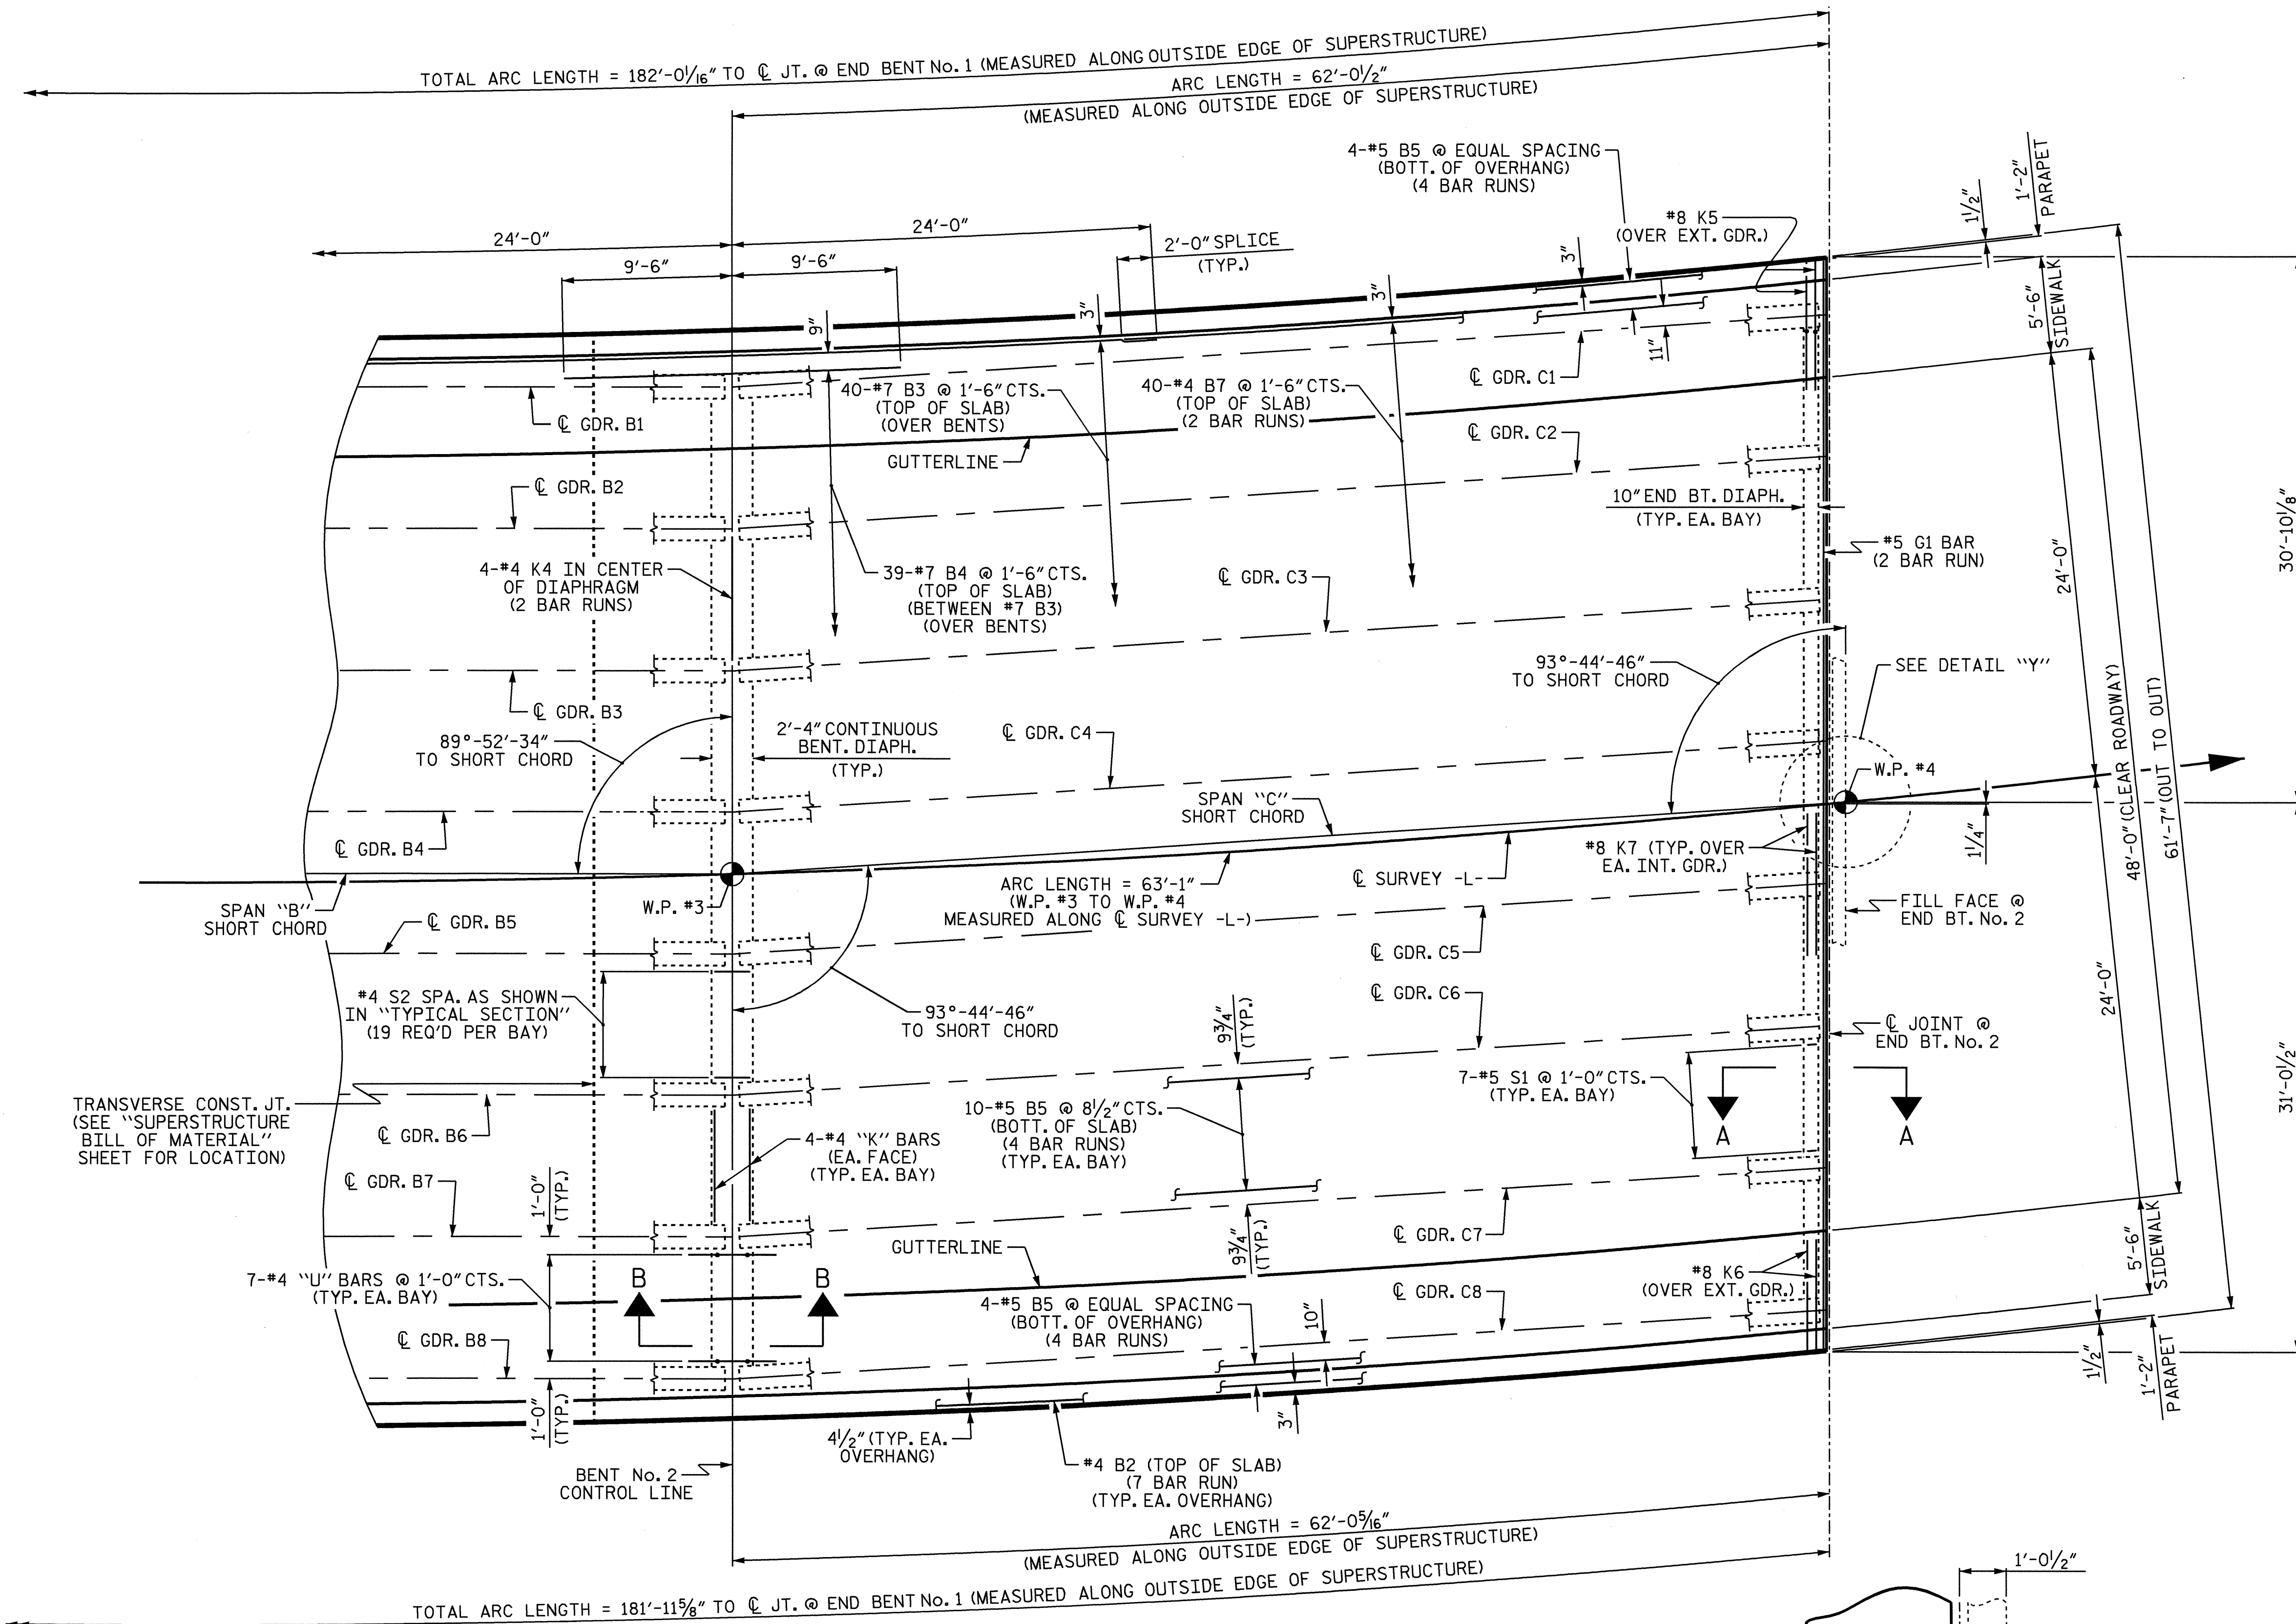 TOTAL ARC LENGTH = 182'-0 1/16" TO ℄ JT. @ END BENT No. 1 (MEASURED ALONG OUTSIDE EDGE OF SUPERSTRUCTURE)
ARC LENGTH = 62'-0 1/2"
(MEASURED ALONG OUTSIDE EDGE OF SUPERSTRUCTURE)
4-#5 B5 @ EQUAL SPACING
(BOTT. OF OVERHANG)
(4 BAR RUNS)
#8 K5
(OVER EXT. GDR.)
1 1/2"
1'-2"
PARAPET
24'-0"
24'-0"
2'-0" SPLICE
(TYP.)
9'-6"
9'-6"
9"
3"
3"
3"
11"
5'-6"
SIDEWALK
℄ GDR. B1
40-#7 B3 @ 1'-6" CTS.
(TOP OF SLAB)
(OVER BENTS)
40-#4 B7 @ 1'-6" CTS.
(TOP OF SLAB)
(2 BAR RUNS)
℄ GDR. C1
GUTTERLINE
℄ GDR. C2
℄ GDR. B2
10" END BT. DIAPH.
(TYP. EA. BAY)
#5 G1 BAR
(2 BAR RUN)
30'-10 1/8"
4-#4 K4 IN CENTER
OF DIAPHRAGM
(2 BAR RUNS)
39-#7 B4 @ 1'-6" CTS.
(TOP OF SLAB)
(BETWEEN #7 B3)
(OVER BENTS)
℄ GDR. C3
24'-0"
93°-44'-46"
TO SHORT CHORD
SEE DETAIL "Y"
℄ GDR. B3
89°-52'-34"
TO SHORT CHORD
2'-4" CONTINUOUS
BENT. DIAPH.
(TYP.)
℄ GDR. C4
48'-0" (CLEAR ROADWAY)
61'-7" (OUT TO OUT)
W.P. #4
SPAN "C"
SHORT CHORD
1 1/4"
℄ GDR. B4
#8 K7 (TYP. OVER
EA. INT. GDR.)
SPAN "B"
SHORT CHORD
W.P. #3
ARC LENGTH = 63'-1"
(W.P. #3 TO W.P. #4
MEASURED ALONG ℄ SURVEY -L-)
℄ SURVEY -L-
FILL FACE @
END BT. No. 2
℄ GDR. B5
℄ GDR. C5
℄ GDR. C6
#4 S2 SPA. AS SHOWN
IN "TYPICAL SECTION"
(19 REQ'D PER BAY)
93°-44'-46"
TO SHORT CHORD
9 3/4"
(TYP.)
℄ JOINT @
END BT. No. 2
24'-0"
31'-0 1/2"
7-#5 S1 @ 1'-0" CTS.
(TYP. EA. BAY)
A
A
TRANSVERSE CONST. JT.
(SEE "SUPERSTRUCTURE
BILL OF MATERIAL"
SHEET FOR LOCATION)
℄ GDR. B6
10-#5 B5 @ 8 1/2" CTS.
(BOTT. OF SLAB)
(4 BAR RUNS)
(TYP. EA. BAY)
4-#4 "K" BARS
(EA. FACE)
(TYP. EA. BAY)
℄ GDR. B7
1'-0"
(TYP.)
9 3/4"
(TYP.)
℄ GDR. C7
GUTTERLINE
7-#4 "U" BARS @ 1'-0" CTS.
(TYP. EA. BAY)
B
B
#8 K6
(OVER EXT. GDR.)
5'-6"
SIDEWALK
4-#5 B5 @ EQUAL SPACING
(BOTT. OF OVERHANG)
(4 BAR RUNS)
10"
℄ GDR. C8
℄ GDR. B8
1'-0"
(TYP.)
3"
1 1/2"
1'-2"
PARAPET
4 1/2" (TYP. EA.
OVERHANG)
#4 B2 (TOP OF SLAB)
(7 BAR RUN)
(TYP. EA. OVERHANG)
BENT No. 2
CONTROL LINE
ARC LENGTH = 62'-0 5/16"
(MEASURED ALONG OUTSIDE EDGE OF SUPERSTRUCTURE)
TOTAL ARC LENGTH = 181'-11 5/8" TO ℄ JT. @ END BENT No. 1 (MEASURED ALONG OUTSIDE EDGE OF SUPERSTRUCTURE)
1'-0 1/2"